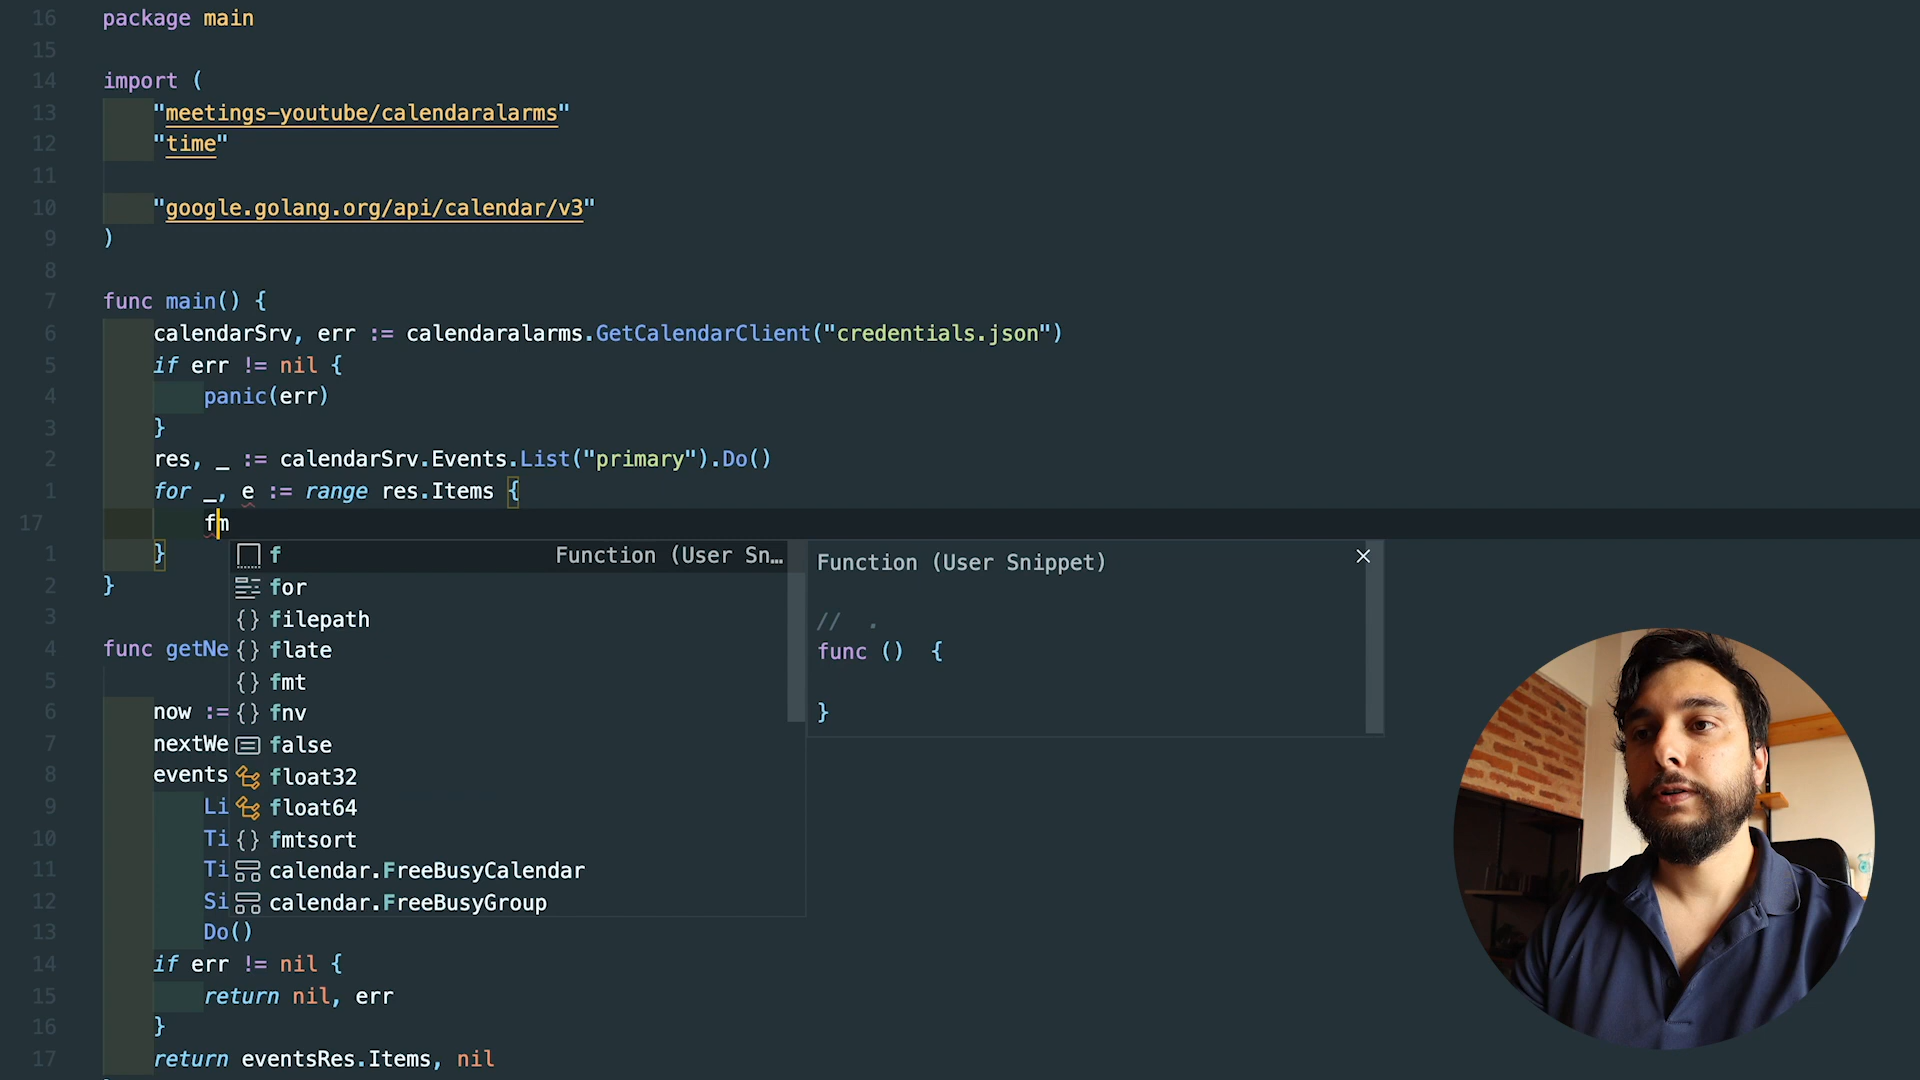 16 package main
15
14 import (
13 "meetings-youtube/calendaralarms"
12 "time"
11
10 "google.golang.org/api/calendar/v3"
9 )
8
7 func main() {
6 calendarSrv, err := calendaralarms.GetCalendarClient("credentials.json")
5 if err != nil {
4 panic(err)
3 }
2 res, _ := calendarSrv.Events.List("primary").Do()
1 for _, e := range res.Items {
17 fm
1 }
f Function (User Sn…
Function (User Snippet)
2 }
for
3
filepath
// .
4 func getNe
flate
func () {
5
fmt
6 now :=
fnv
}
7 nextWe
false
8 events
float32
9 Li
float64
10 Ti
fmtsort
11 Ti
calendar.FreeBusyCalendar
12 Si
calendar.FreeBusyGroup
13 Do()
14 if err != nil {
15 return nil, err
16 }
17 return eventsRes.Items, nil